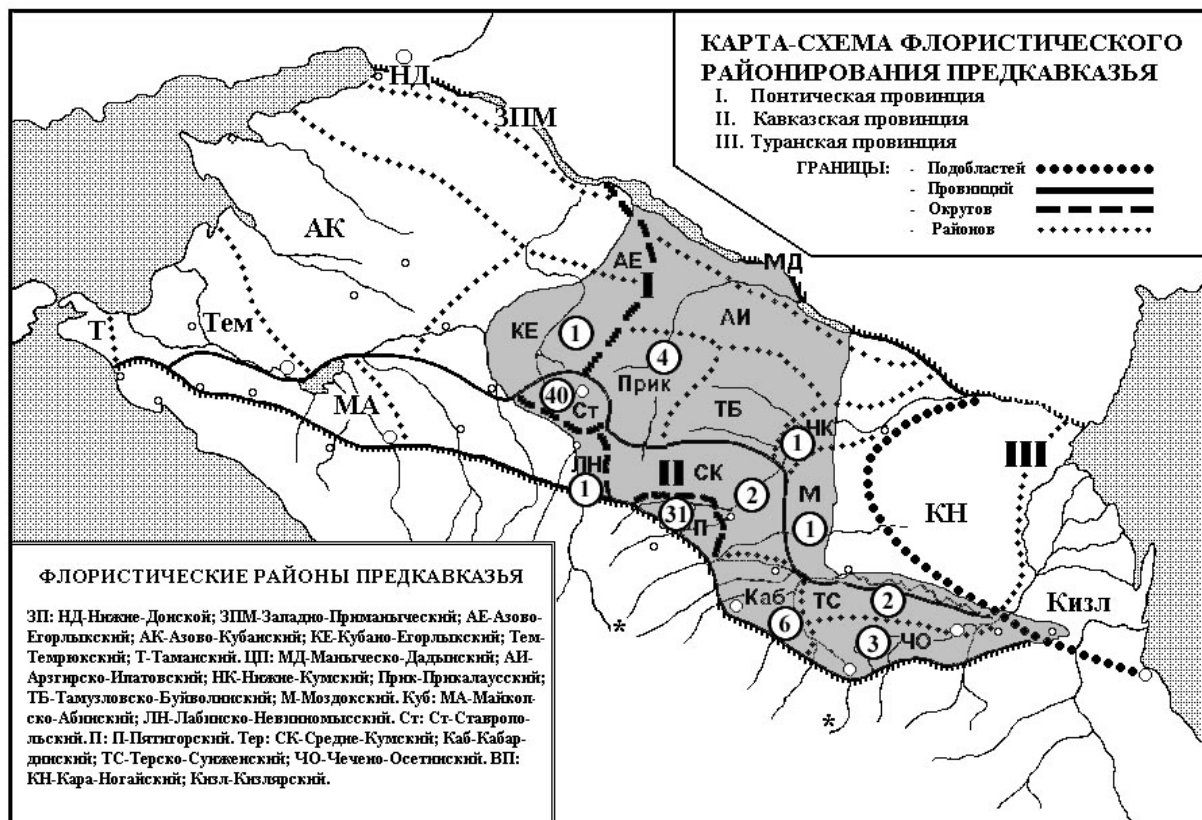 КАРТА-СХЕМА ФЛОРИСТИЧЕСКОГО
РАЙОНИРОВАНИЯ ПРЕДКАВКАЗЬЯ
I. Понтическая провинция
II. Кавказская провинция
III. Туранская провинция
ГРАНИЦЫ: - Подобластей
- Провинций
- Округов
- Районов
НД
ЗПМ
АК
АЕ
I
МД
АИ
Т
Тем
КЕ
1
4
Прик
МА
40
Ст
ТБ
1
НК
III
ЛН
1
II
СК
2
М
КН
31
П
1
Каб
ТС
2
Кизл
6
3
ЧО
*
*
ФЛОРИСТИЧЕСКИЕ РАЙОНЫ ПРЕДКАВКАЗЬЯ
ЗП: НД-Нижне-Донской; ЗПМ-Западно-Приманыческий; АЕ-Азово-
Егорлыкский; АК-Азово-Кубанский; КЕ-Кубано-Егорлыкский; Тем-
Темрюкский; Т-Таманский. ЦП: МД-Маныческо-Дадынский; АИ-
Арзгирско-Ипатовский; НК-Нижне-Кумский; Прик-Прикалаусский;
ТБ-Тамузловско-Буйволинский; М-Моздокский. Куб: МА-Майкоп-
ско-Абинский; ЛН-Лабинско-Невинномысский. Ст: Ст-Ставропо-
льский. П: П-Пятигорский. Тер: СК-Средне-Кумский; Каб-Кабар-
динский; ТС-Терско-Сунженский; ЧО-Чечено-Осетинский. ВП:
КН-Кара-Ногайский; Кизл-Кизлярский.